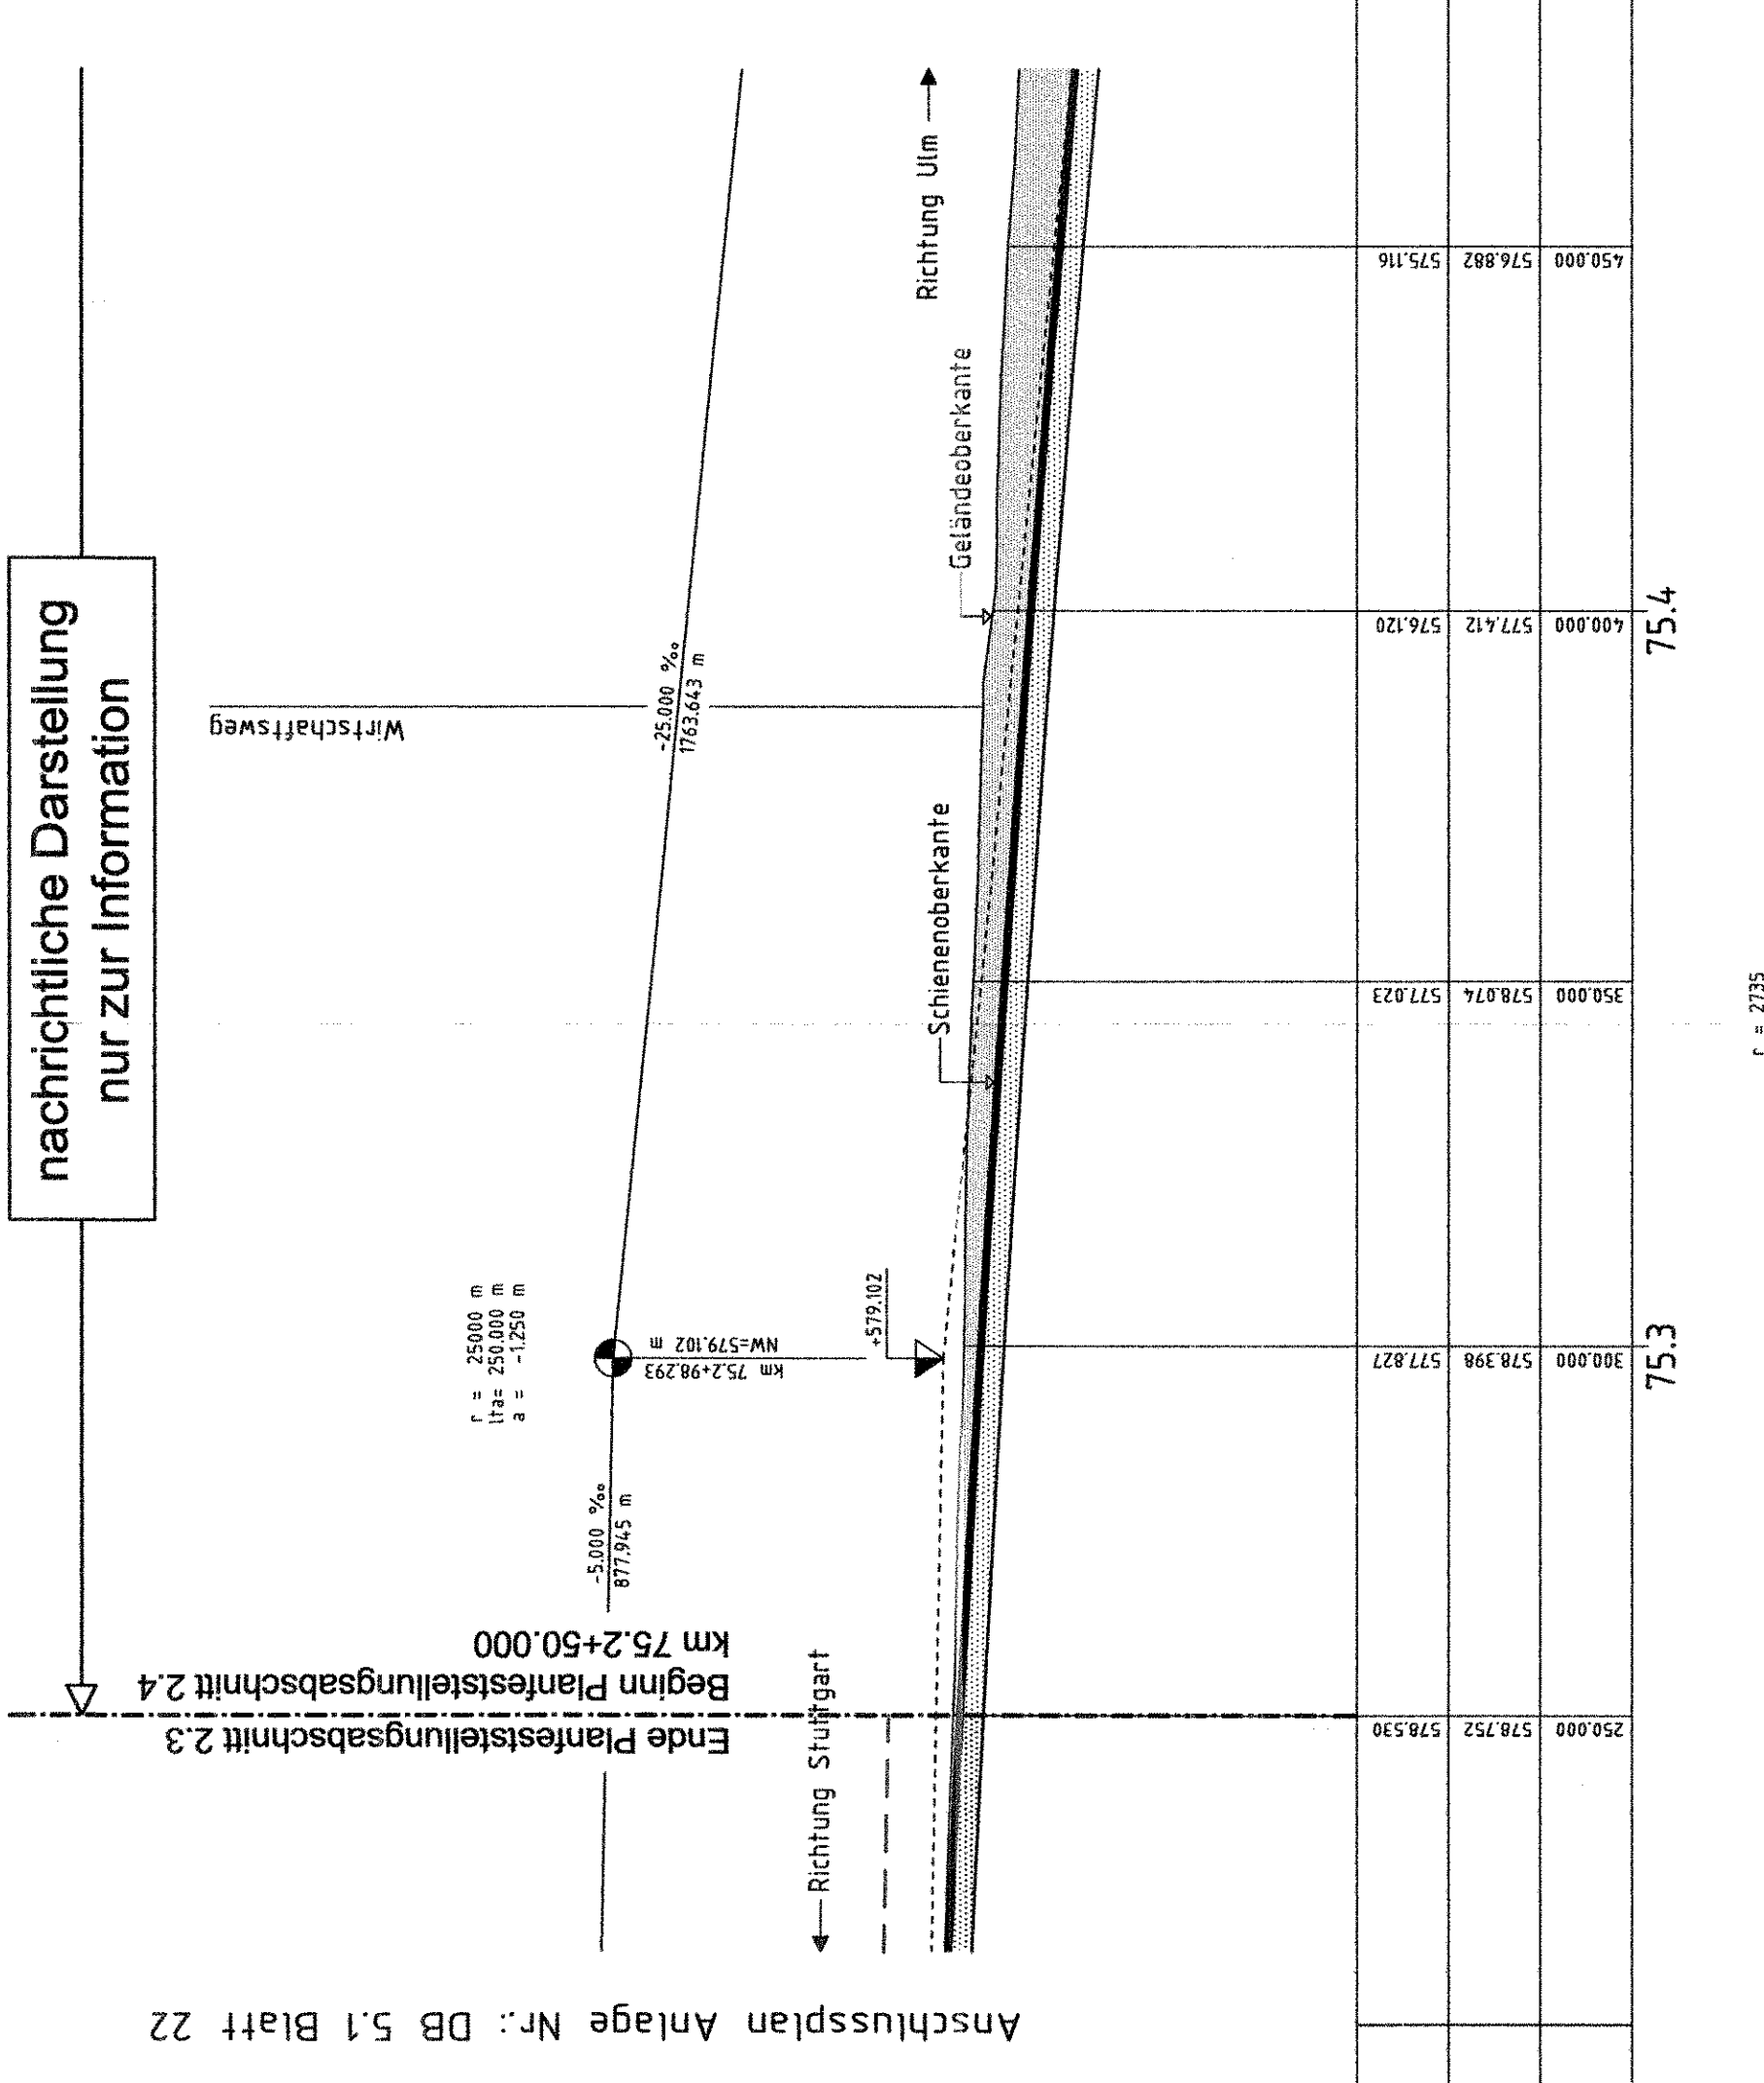 nachrichtliche Darstellung
nur zur Information
Wirtschaftsweg
-25.000 ‰
1763.643 m
r = 25000 m
lta= 250.000 m
a = -1.250 m
km 75.2+98.293
NW=579.102 m
-5.000 ‰
877.945 m
+579.102
Ende Planfeststellungsabschnitt 2.3
Beginn Planfeststellungsabschnitt 2.4
km 75.2+50.000
Richtung Stuttgart
Richtung Ulm
Schienenoberkante
Geländeoberkante
Anschlussplan Anlage Nr.: DB 5.1 Blatt 22
578.530 577.827 577.023 576.120 575.116
578.752 578.398 578.074 577.412 576.882
250.000 300.000 350.000 400.000 450.000
75.3 75.4
r = 2735